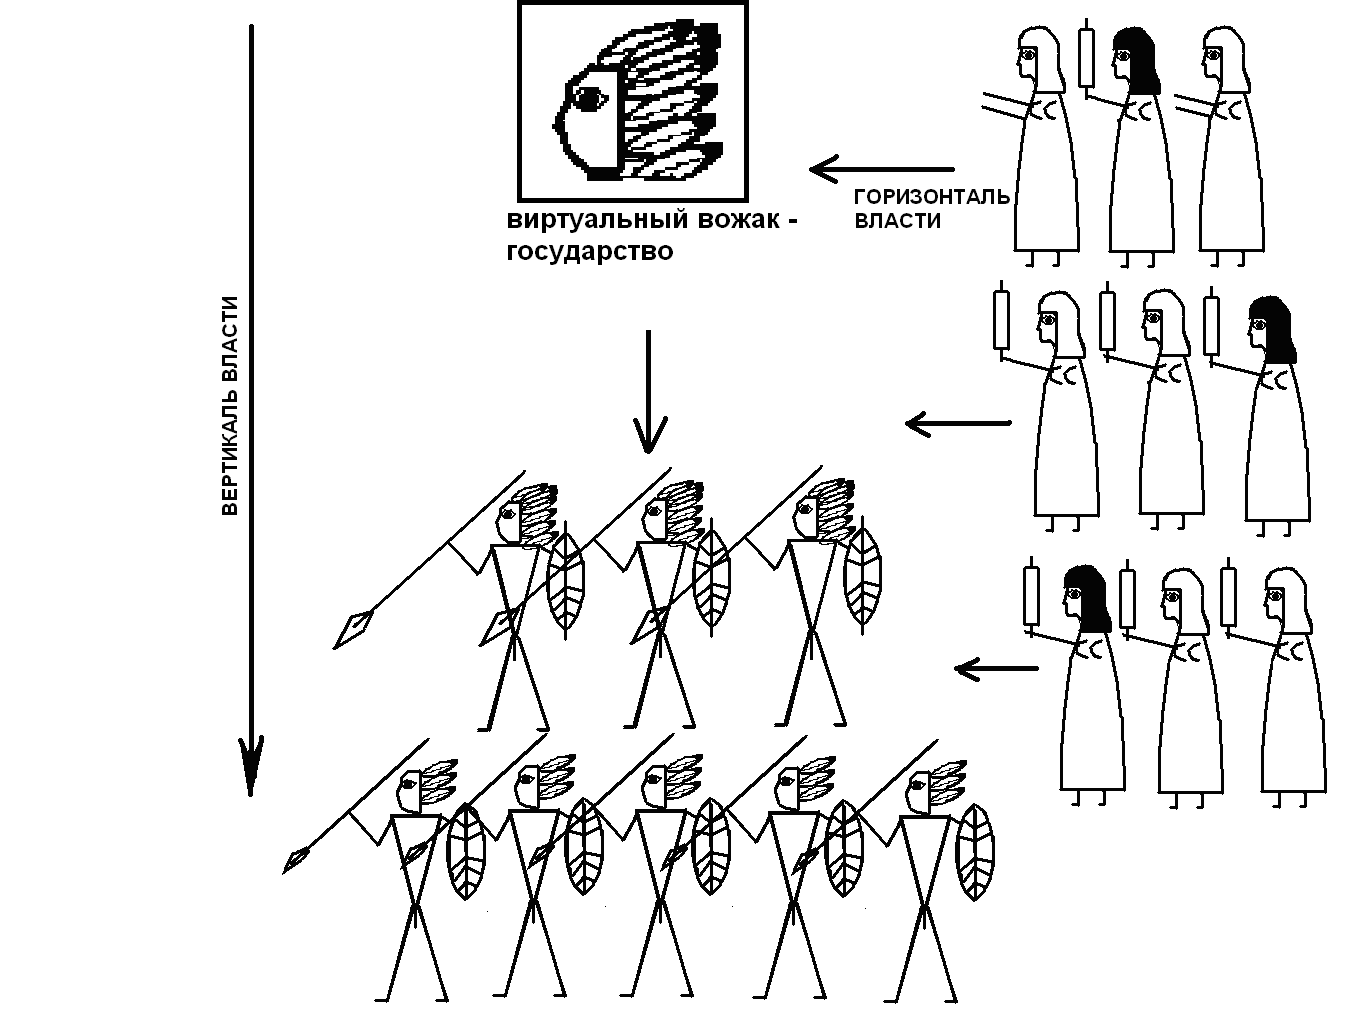 виртуальный вожак -
государство
ГОРИЗОНТАЛЬ
ВЛАСТИ
ВЕРТИКАЛЬ ВЛАСТИ